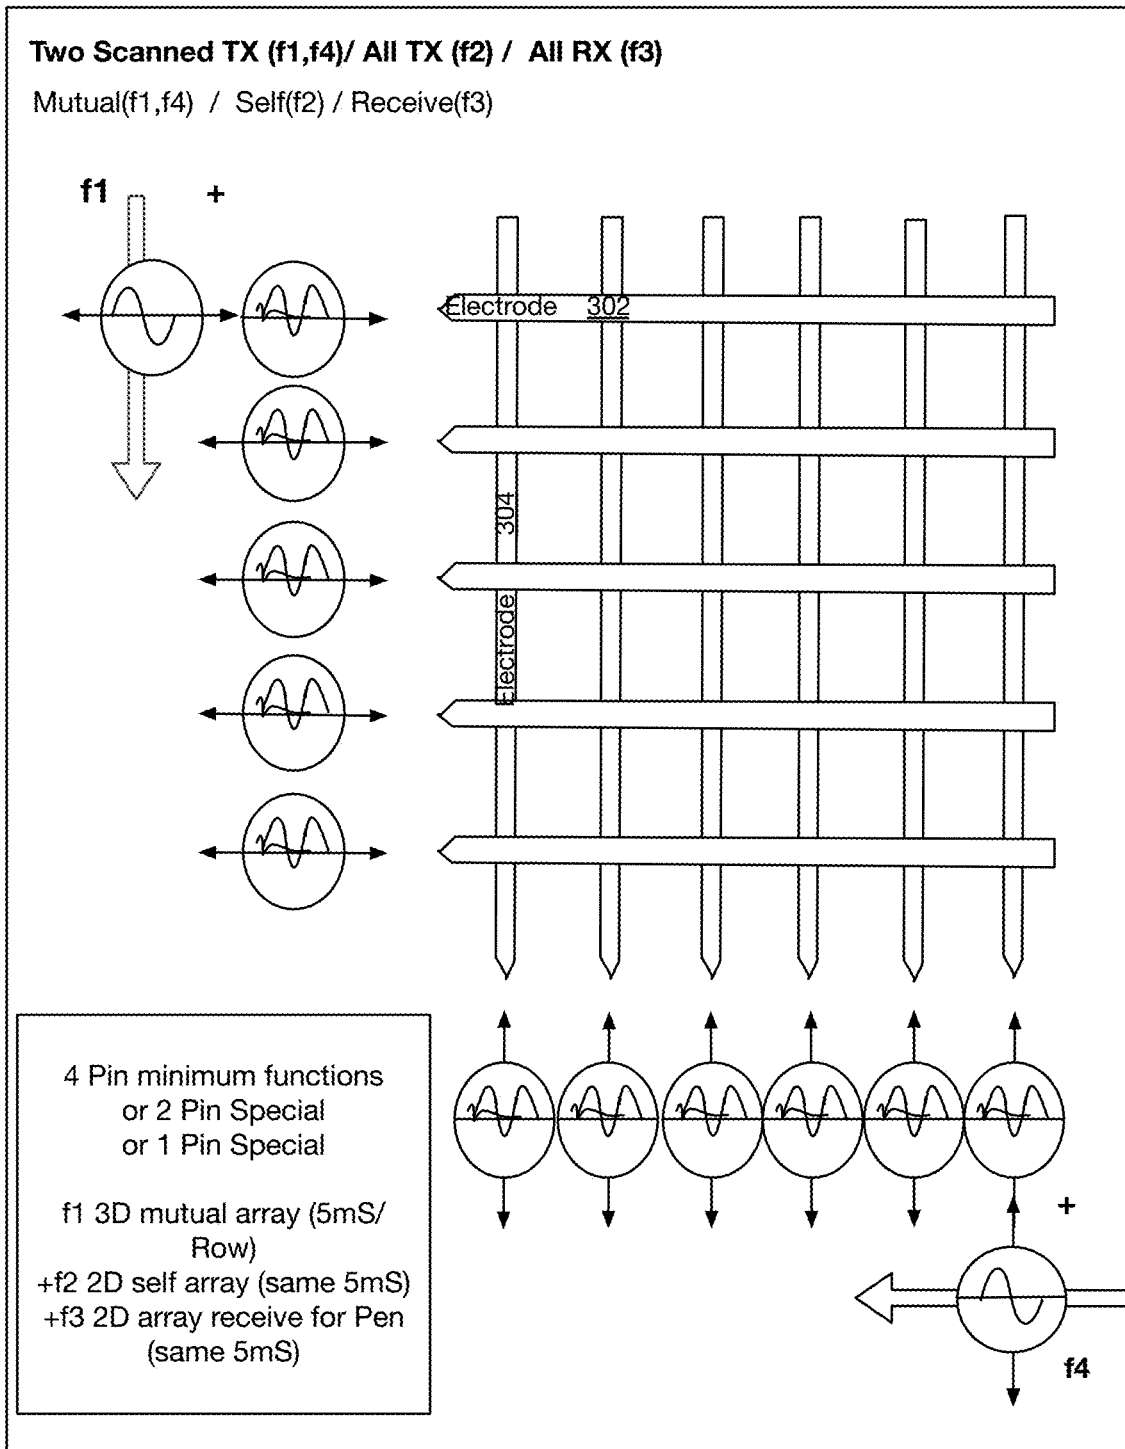 Two Scanned TX (f1,f4)/ All TX (f2) / All RX (f3)
Mutual(f1,f4) / Self(f2) / Receive(f3)
f1 +
Electrode 302
Electrode 304
4 Pin minimum functions
or 2 Pin Special
or 1 Pin Special
f1 3D mutual array (5mS/
Row)
+f2 2D self array (same 5mS)
+f3 2D array receive for Pen
(same 5mS)
+
f4